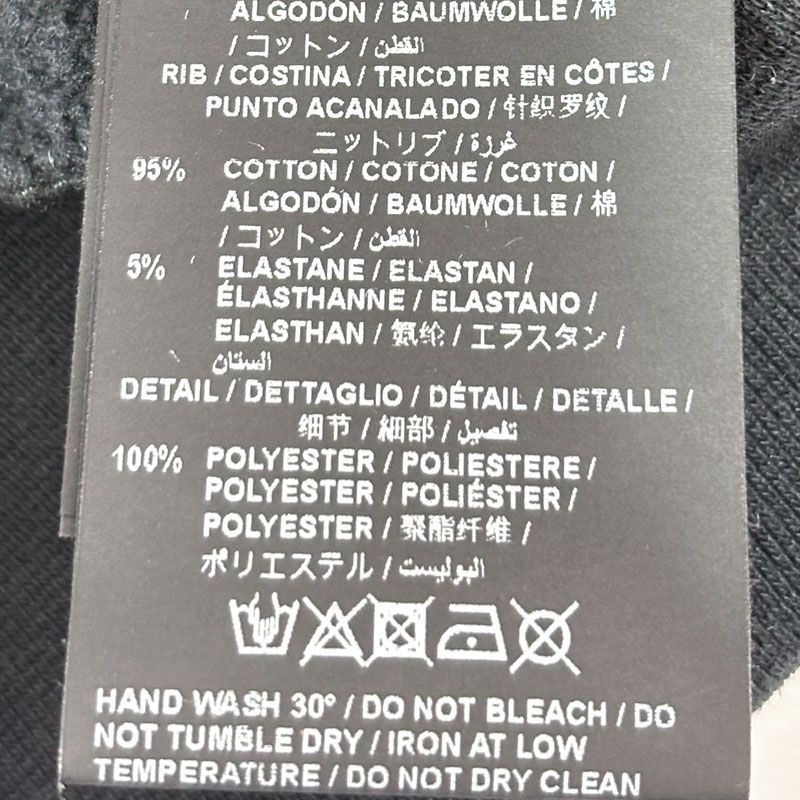 ALGODÓN / BAUMWOLLE / 棉
/ コットン / القطن
RIB / COSTINA / TRICOTER EN CÔTES /
PUNTO ACANALADO / 针织罗纹 /
ニットリブ / غرزة
95% COTTON / COTONE / COTON /
ALGODÓN / BAUMWOLLE / 棉
/ コットン / القطن
5% ELASTANE / ELASTAN /
ÉLASTHANNE / ELASTANO /
ELASTHAN / 氨纶 / エラスタン /
الستان
DETAIL / DETTAGLIO / DÉTAIL / DETALLE /
细节 / 細部 / تفصيل
100% POLYESTER / POLIESTERE /
POLYESTER / POLIÉSTER /
POLYESTER / 聚酯纤维 /
ポリエステル / البوليست
HAND WASH 30° / DO NOT BLEACH / DO
NOT TUMBLE DRY / IRON AT LOW
TEMPERATURE / DO NOT DRY CLEAN